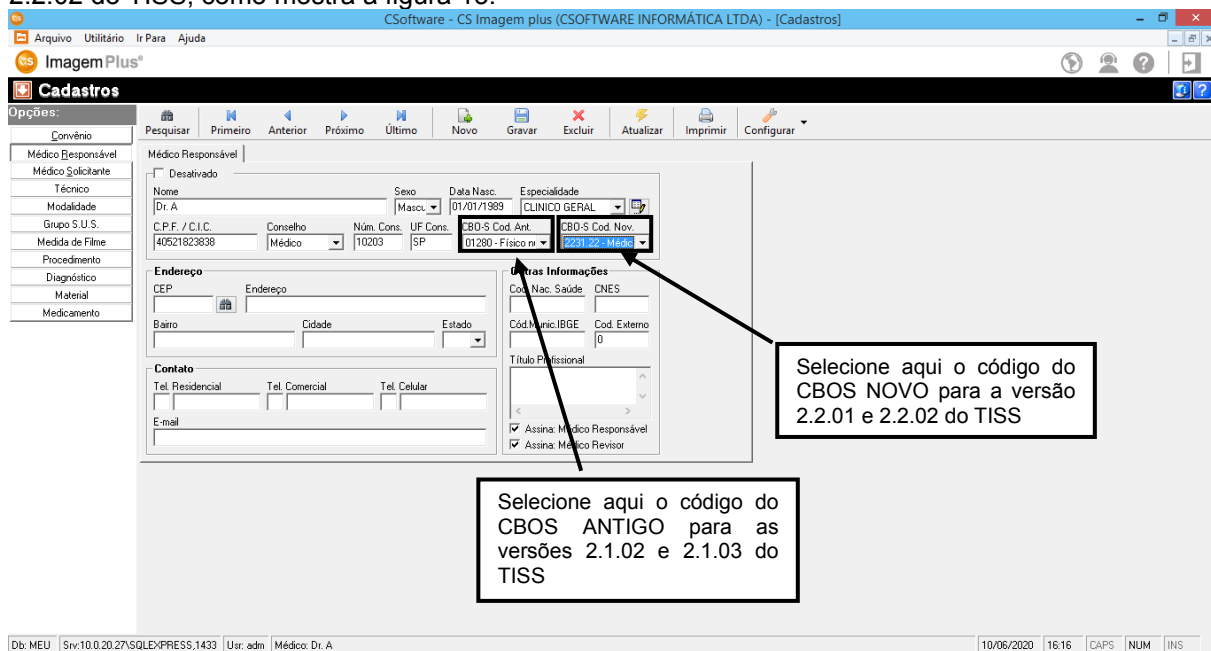 2.2.02 do TISS, como mostra a figura 16.
CSoftware - CS Imagem plus (CSOFTWARE INFORMÁTICA LTDA) - [Cadastros]
Arquivo Utilitário Ir Para Ajuda
cs Imagem Plus®
Cadastros
Opções:
Convênio
Médico Responsável
Médico Solicitante
Técnico
Modalidade
Grupo S.U.S.
Medida de Filme
Procedimento
Diagnóstico
Material
Medicamento
Pesquisar Primeiro Anterior Próximo Último Novo Gravar Excluir Atualizar Imprimir Configurar
Médico Responsável
Desativado
Nome Sexo Data Nasc. Especialidade
Dr. A Mascu 01/01/1989 CLINICO GERAL
C.P.F. / C.I.C. Conselho Núm. Cons. UF Cons. CBO-S Cod. Ant. CBO-S Cod. Nov.
40521823838 Médico 10203 SP 01280 - Físico nu 2231.22 - Médic
Endereço
CEP Endereço
Bairro Cidade Estado
Contato
Tel. Residencial Tel. Comercial Tel. Celular
E-mail
Outras Informações
Cod. Nac. Saúde CNES
Cód.Munic.IBGE Cod. Externo
0
Título Profissional
Assina: Médico Responsável
Assina: Médico Revisor
Selecione aqui o código do
CBOS NOVO para a versão
2.2.01 e 2.2.02 do TISS
Selecione aqui o código do
CBOS ANTIGO para as
versões 2.1.02 e 2.1.03 do
TISS
Db: MEU Srv:10.0.20.27\SQLEXPRESS,1433 Usr: adm Médico: Dr. A 10/06/2020 16:16 CAPS NUM INS